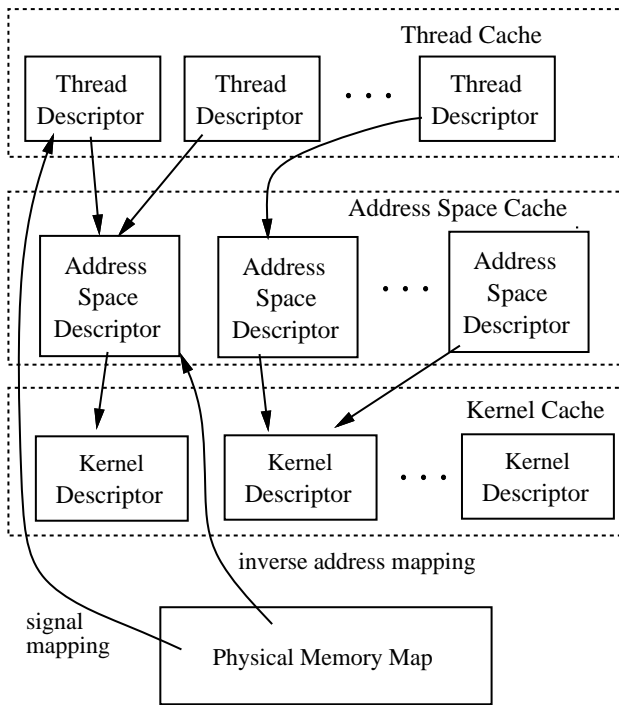 Thread Cache
Thread
Descriptor
Thread
Descriptor
Thread
Descriptor
Address Space Cache
Address
Space
Descriptor
Address
Space
Descriptor
Address
Space
Descriptor
Kernel Cache
Kernel
Descriptor
Kernel
Descriptor
Kernel
Descriptor
inverse address mapping
signal
mapping
Physical Memory Map